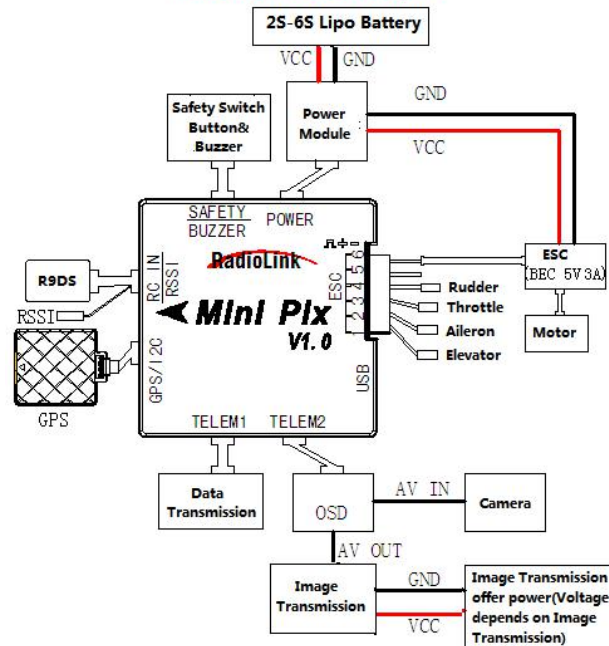 2S-6S Lipo Battery
VCC
GND
Safety Switch
Button&
Buzzer
Power
Module
GND
VCC
SAFETY
BUZZER
POWER
RadioLink
Mini Pix
V1.0
RC IN
RSSI
GPS/I2C
ESC
+ -
6
5
4
3
2
1
USB
TELEM1
TELEM2
R9DS
RSSI
GPS
ESC
(BEC 5V3A)
Motor
Rudder
Throttle
Aileron
Elevator
Data
Transmission
OSD
AV IN
Camera
AV OUT
Image
Transmission
GND
VCC
Image Transmission
offer power(Voltage
depends on Image
Transmission)